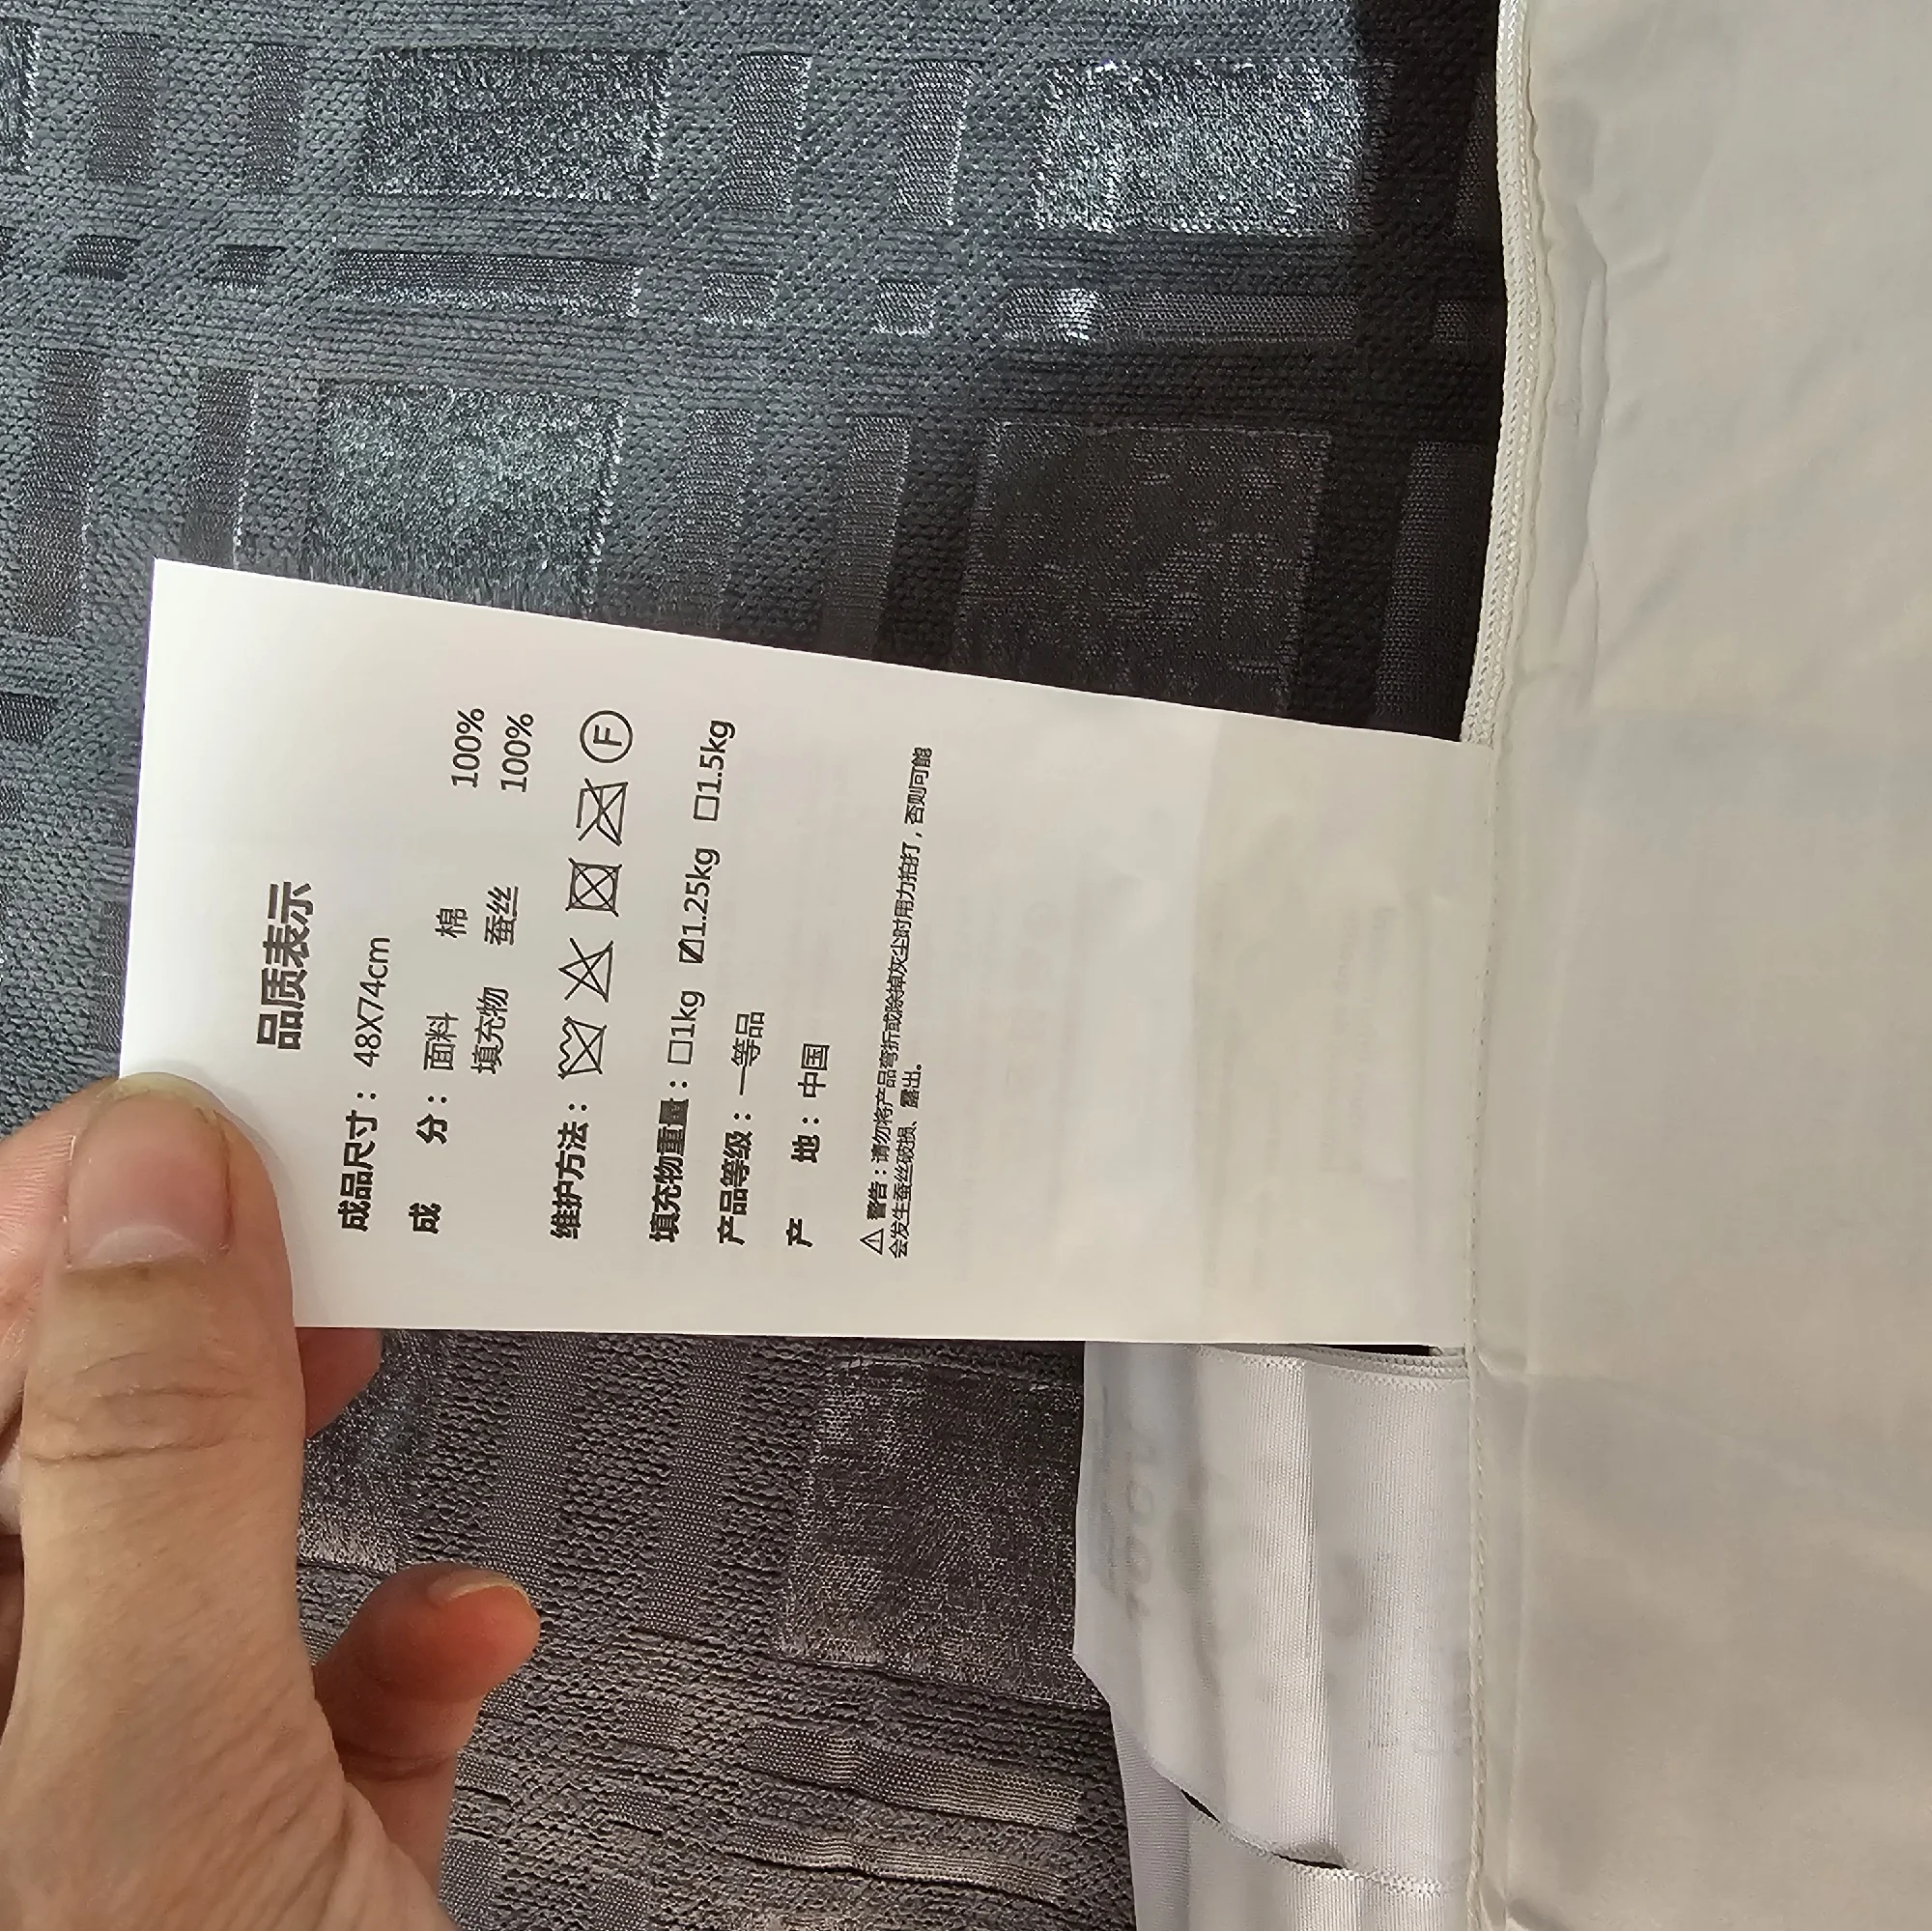 品质表示
成品尺寸：48X74cm
成 分：面料 棉 100%
填充物 蚕丝 100%
维护方法： F
填充物重量：□1kg ☑1.25kg □1.5kg
产品等级：一等品
产 地：中国
⚠ 警告：请勿将产品弯折或除掉灰尘时用力拍打，否则可能
会发生蚕丝破损、露出。